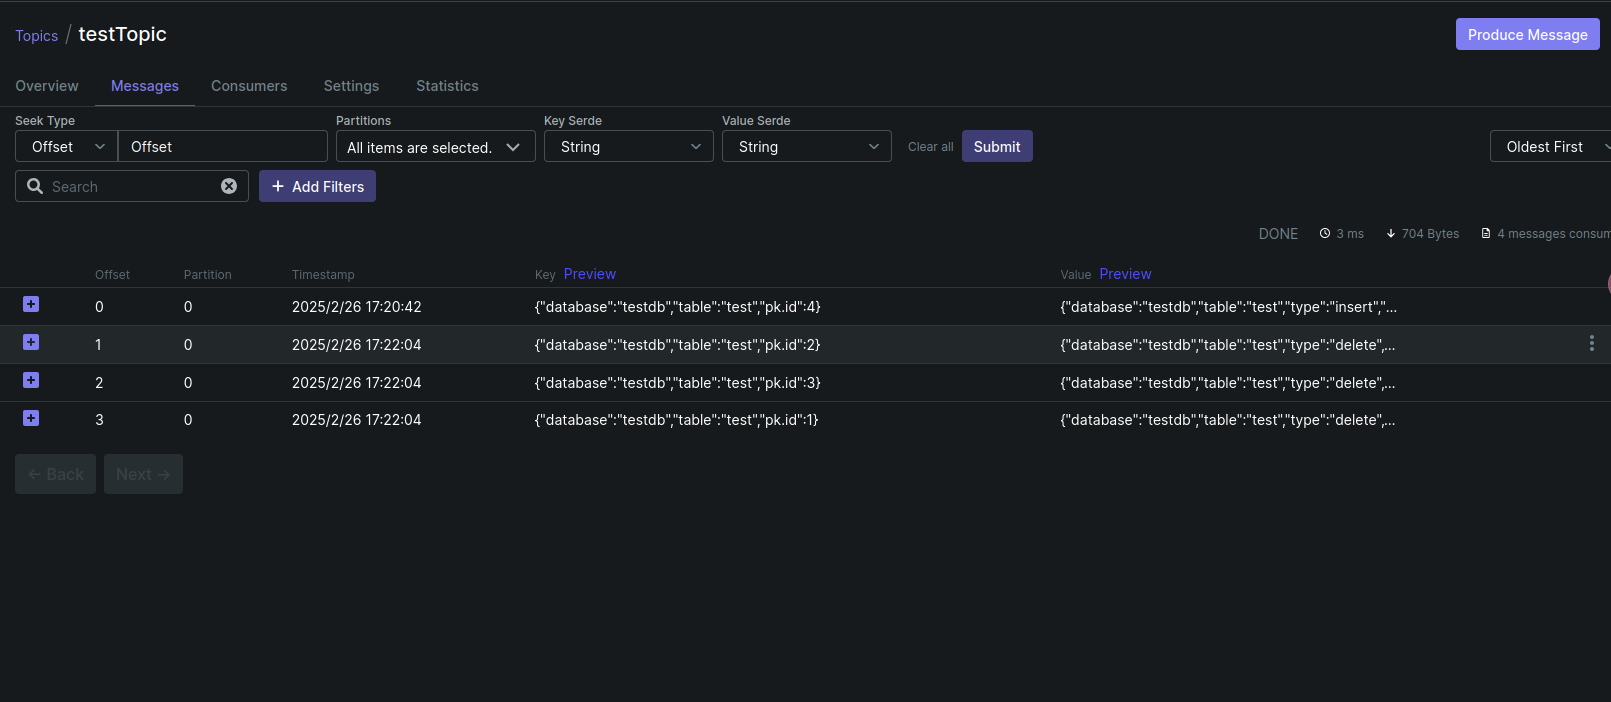 Topics / testTopic
Produce Message
Overview Messages Consumers Settings Statistics
Seek Type Partitions Key Serde Value Serde
Offset Offset All items are selected. String String Clear all Submit Oldest First
Search + Add Filters
DONE 3 ms 704 Bytes 4 messages consum
Offset Partition Timestamp Key Preview Value Preview
0 0 2025/2/26 17:20:42 {"database":"testdb","table":"test","pk.id":4} {"database":"testdb","table":"test","type":"insert","...
1 0 2025/2/26 17:22:04 {"database":"testdb","table":"test","pk.id":2} {"database":"testdb","table":"test","type":"delete",...
2 0 2025/2/26 17:22:04 {"database":"testdb","table":"test","pk.id":3} {"database":"testdb","table":"test","type":"delete",...
3 0 2025/2/26 17:22:04 {"database":"testdb","table":"test","pk.id":1} {"database":"testdb","table":"test","type":"delete",...
← Back Next →